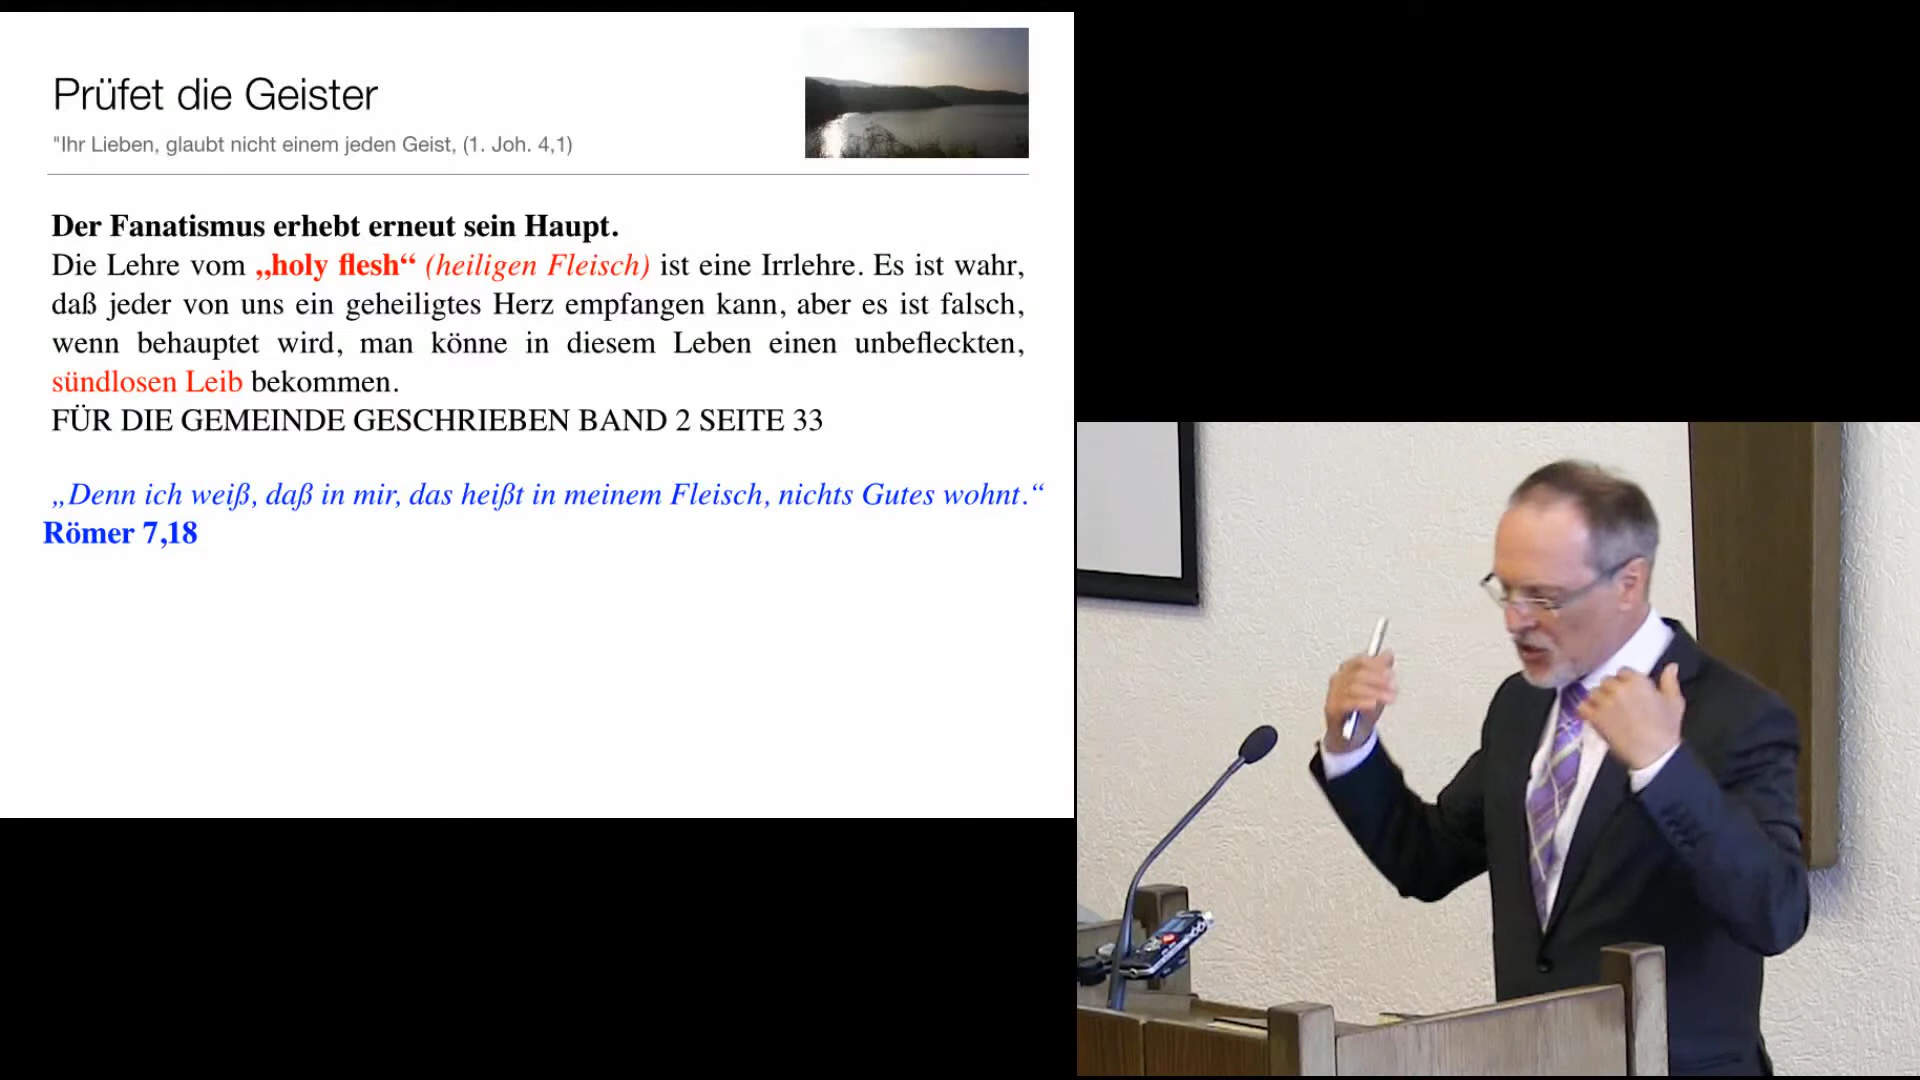 Prüfet die Geister
"Ihr Lieben, glaubt nicht einem jeden Geist, (1. Joh. 4,1)
Der Fanatismus erhebt erneut sein Haupt.
Die Lehre vom „holy flesh“ (heiligen Fleisch) ist eine Irrlehre. Es ist wahr,
daß jeder von uns ein geheiligtes Herz empfangen kann, aber es ist falsch,
wenn behauptet wird, man könne in diesem Leben einen unbefleckten,
sündlosen Leib bekommen.
FÜR DIE GEMEINDE GESCHRIEBEN BAND 2 SEITE 33
„Denn ich weiß, daß in mir, das heißt in meinem Fleisch, nichts Gutes wohnt.“
Römer 7,18